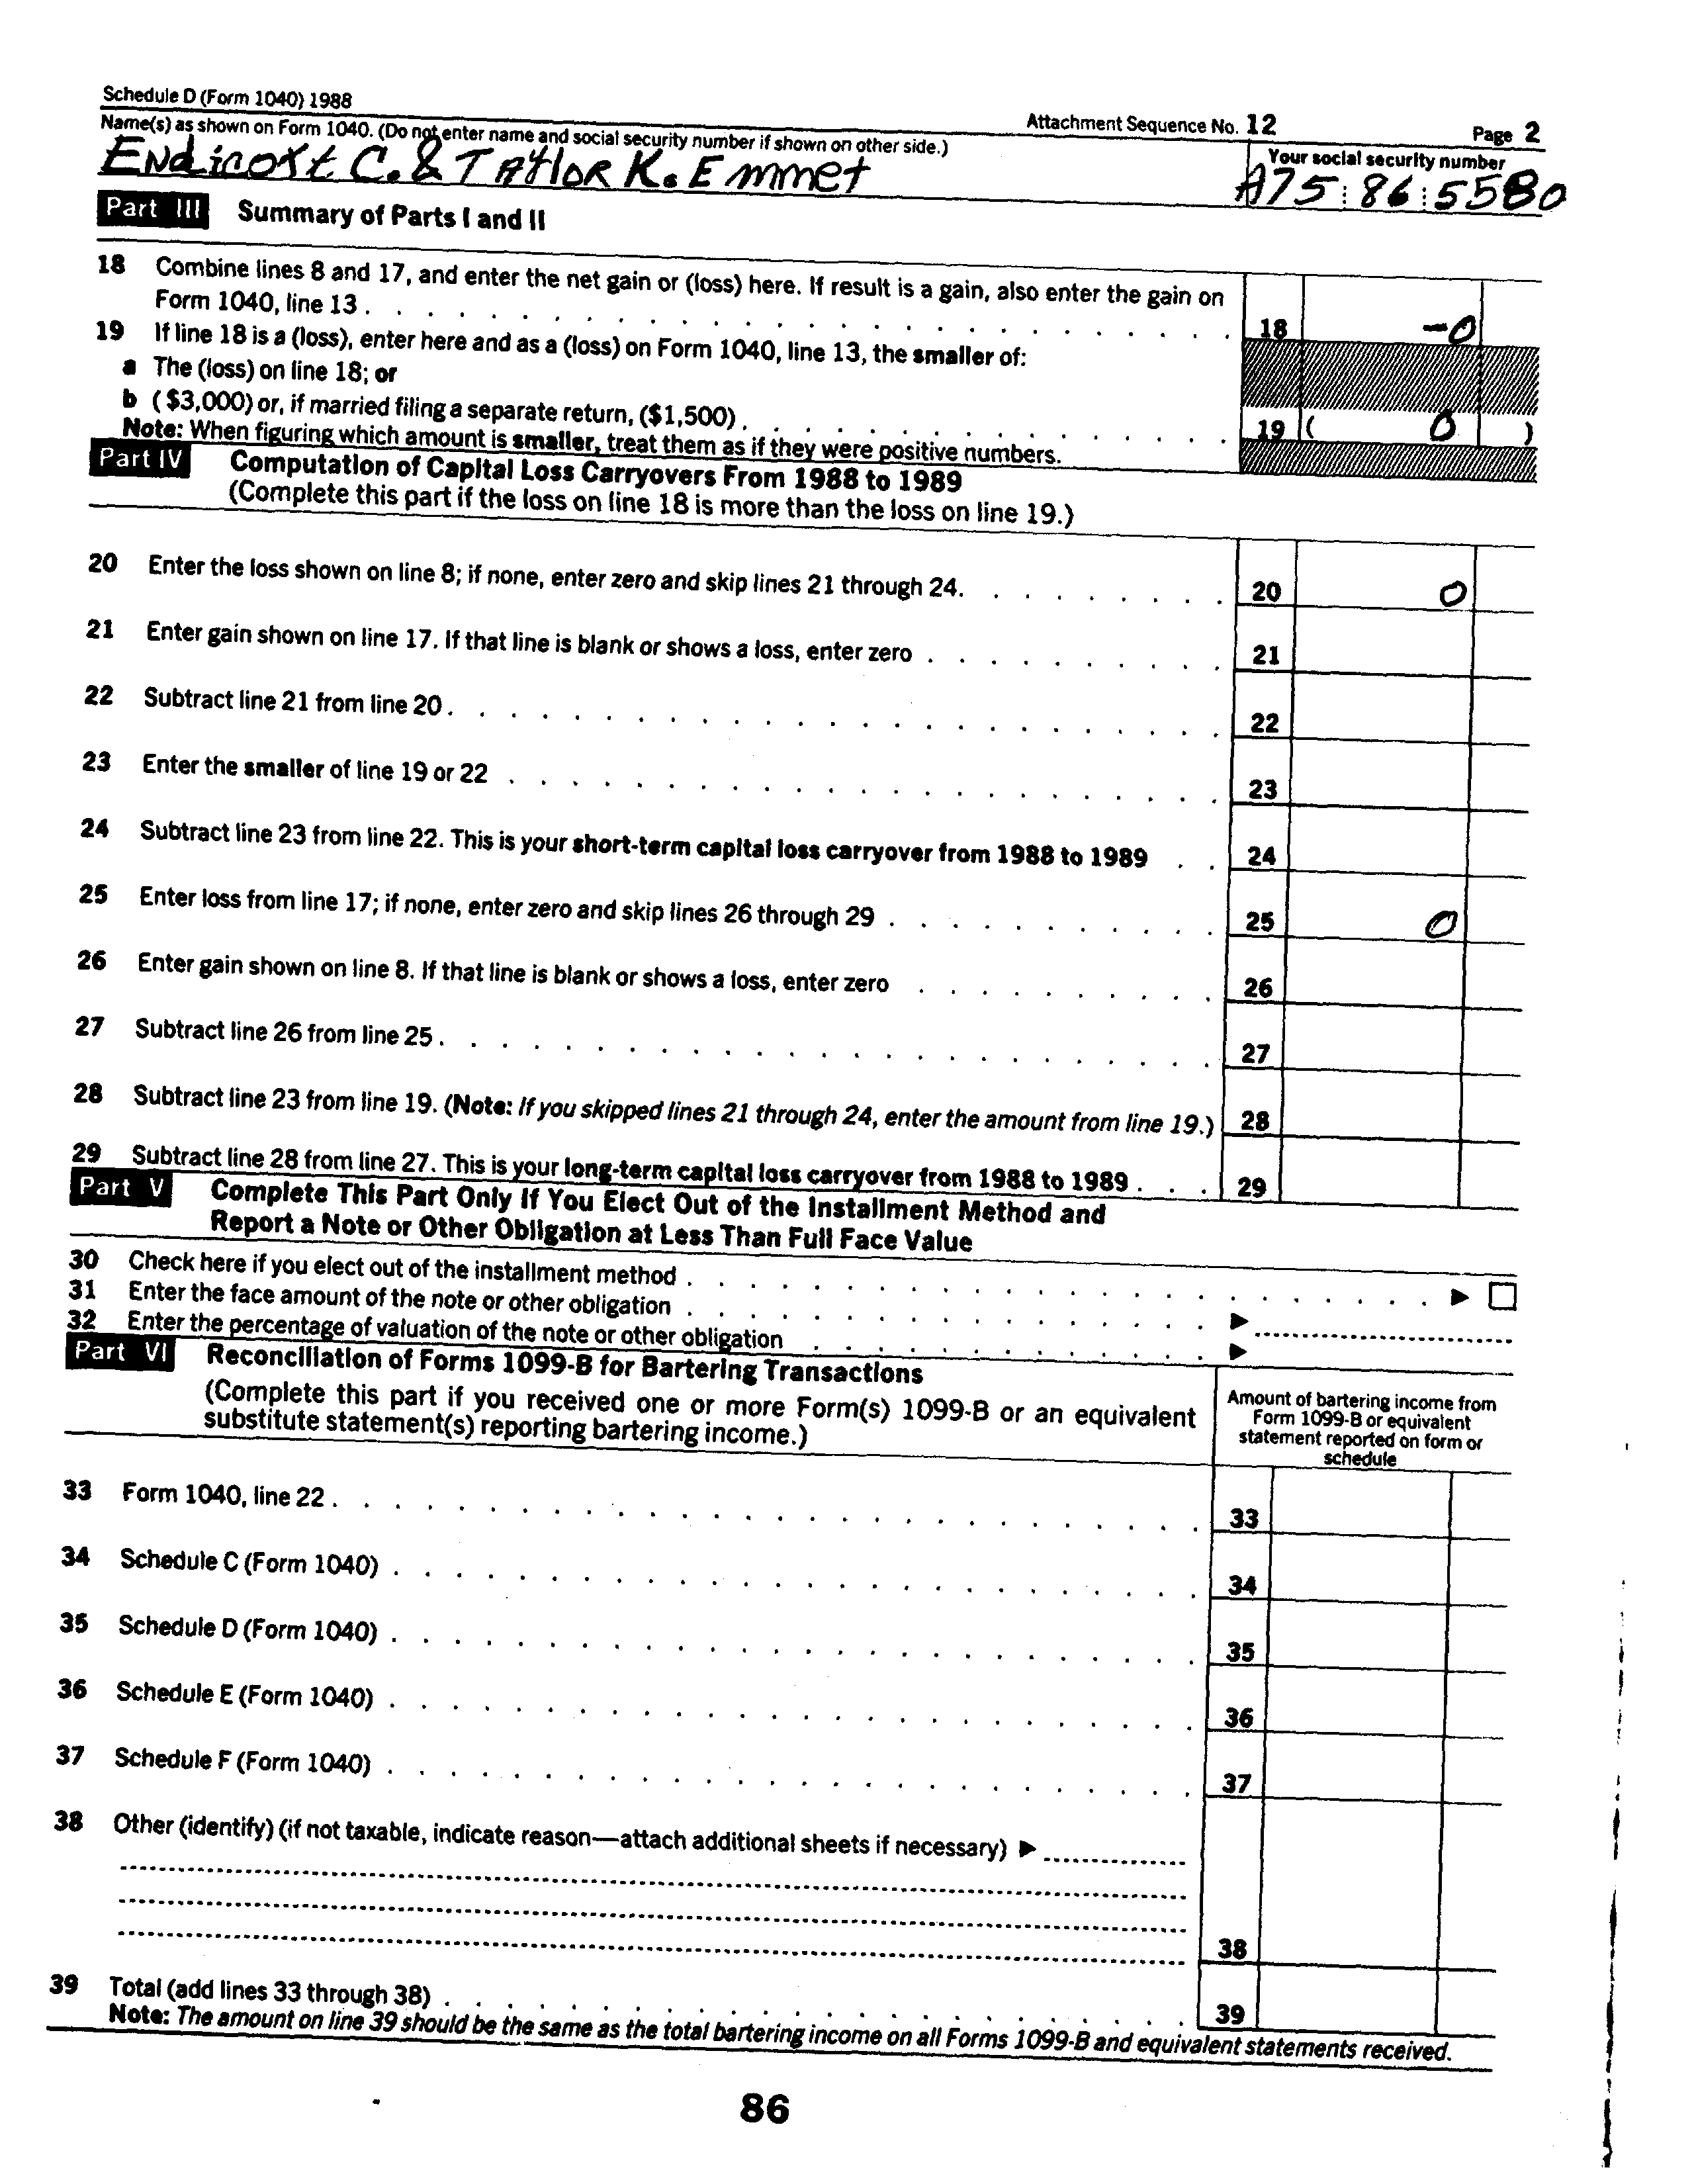 Schedule D (Form 1040) 1988
Attachment Sequence No. 12
Page 2
Name(s) as shown on Form 1040. (Do not enter name and social security number if shown on other side.)
Your social security number
Endicott C. & Taylor K. Emmet
A75 86 5580
Part III Summary of Parts I and II
18 Combine lines 8 and 17, and enter the net gain or (loss) here. If result is a gain, also enter the gain on
Form 1040, line 13 . . . 18 -0
19 If line 18 is a (loss), enter here and as a (loss) on Form 1040, line 13, the smaller of:
a The (loss) on line 18; or
b ($3,000) or, if married filing a separate return, ($1,500) . . . 19 ( 0 )
Note: When figuring which amount is smaller, treat them as if they were positive numbers.
Part IV Computation of Capital Loss Carryovers From 1988 to 1989
(Complete this part if the loss on line 18 is more than the loss on line 19.)
20 Enter the loss shown on line 8; if none, enter zero and skip lines 21 through 24. . . . 20 0
21 Enter gain shown on line 17. If that line is blank or shows a loss, enter zero . . . 21
22 Subtract line 21 from line 20 . . . 22
23 Enter the smaller of line 19 or 22 . . . 23
24 Subtract line 23 from line 22. This is your short-term capital loss carryover from 1988 to 1989 . . 24
25 Enter loss from line 17; if none, enter zero and skip lines 26 through 29 . . . 25 0
26 Enter gain shown on line 8. If that line is blank or shows a loss, enter zero . . . 26
27 Subtract line 26 from line 25 . . . 27
28 Subtract line 23 from line 19. (Note: If you skipped lines 21 through 24, enter the amount from line 19.) 28
29 Subtract line 28 from line 27. This is your long-term capital loss carryover from 1988 to 1989 . . . 29
Part V Complete This Part Only If You Elect Out of the Installment Method and
Report a Note or Other Obligation at Less Than Full Face Value
30 Check here if you elect out of the installment method . . . ▶ ☐
31 Enter the face amount of the note or other obligation . . . ▶
32 Enter the percentage of valuation of the note or other obligation . . . ▶
Part VI Reconciliation of Forms 1099-B for Bartering Transactions
(Complete this part if you received one or more Form(s) 1099-B or an equivalent
substitute statement(s) reporting bartering income.)
Amount of bartering income from
Form 1099-B or equivalent
statement reported on form or
schedule
33 Form 1040, line 22 . . . 33
34 Schedule C (Form 1040) . . . 34
35 Schedule D (Form 1040) . . . 35
36 Schedule E (Form 1040) . . . 36
37 Schedule F (Form 1040) . . . 37
38 Other (identify) (if not taxable, indicate reason—attach additional sheets if necessary) ▶
38
39 Total (add lines 33 through 38) . . . 39
Note: The amount on line 39 should be the same as the total bartering income on all Forms 1099-B and equivalent statements received.
86